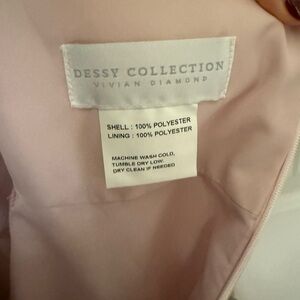 DESSY COLLECTION
VIVIAN DIAMOND
SHELL : 100% POLYESTER
LINING : 100% POLYESTER
MACHINE WASH COLD,
TUMBLE DRY LOW.
DRY CLEAN IF NEEDED